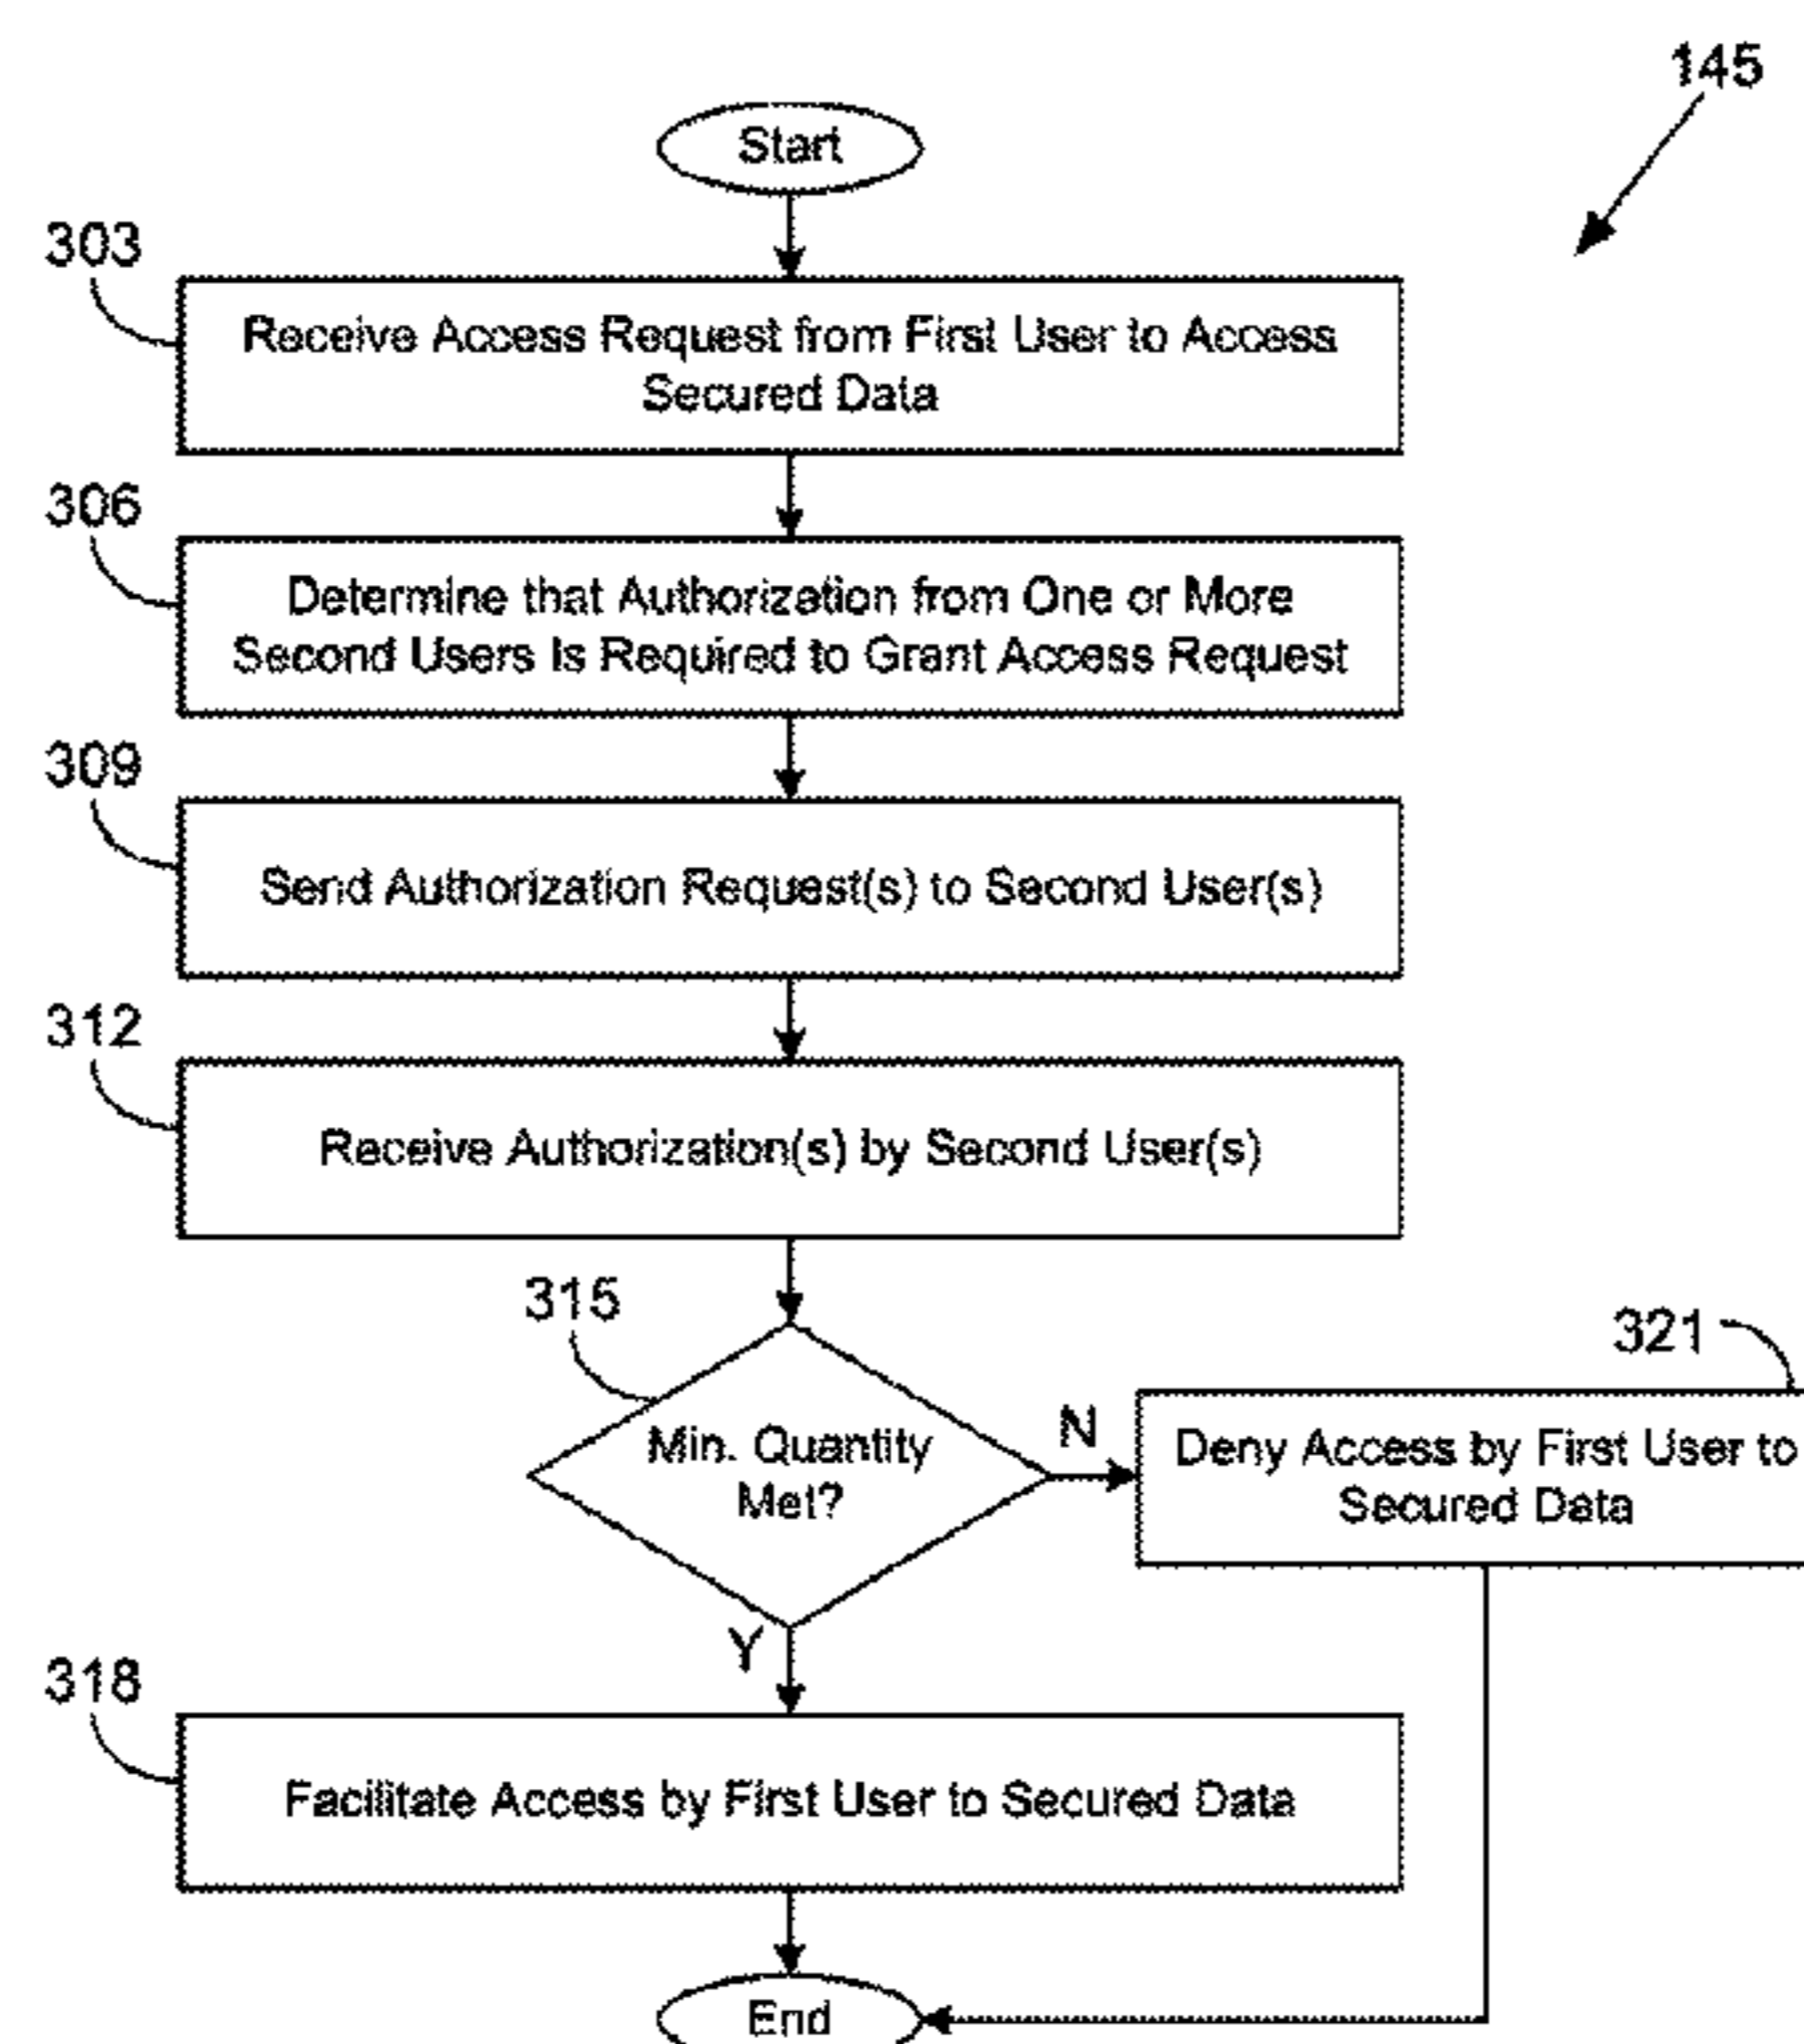 145
Start
303
Receive Access Request from First User to Access
Secured Data
306
Determine that Authorization from One or More
Second Users Is Required to Grant Access Request
309
Send Authorization Request(s) to Second User(s)
312
Receive Authorization(s) by Second User(s)
315
Min. Quantity
Met?
N
321
Deny Access by First User to
Secured Data
Y
318
Facilitate Access by First User to Secured Data
End